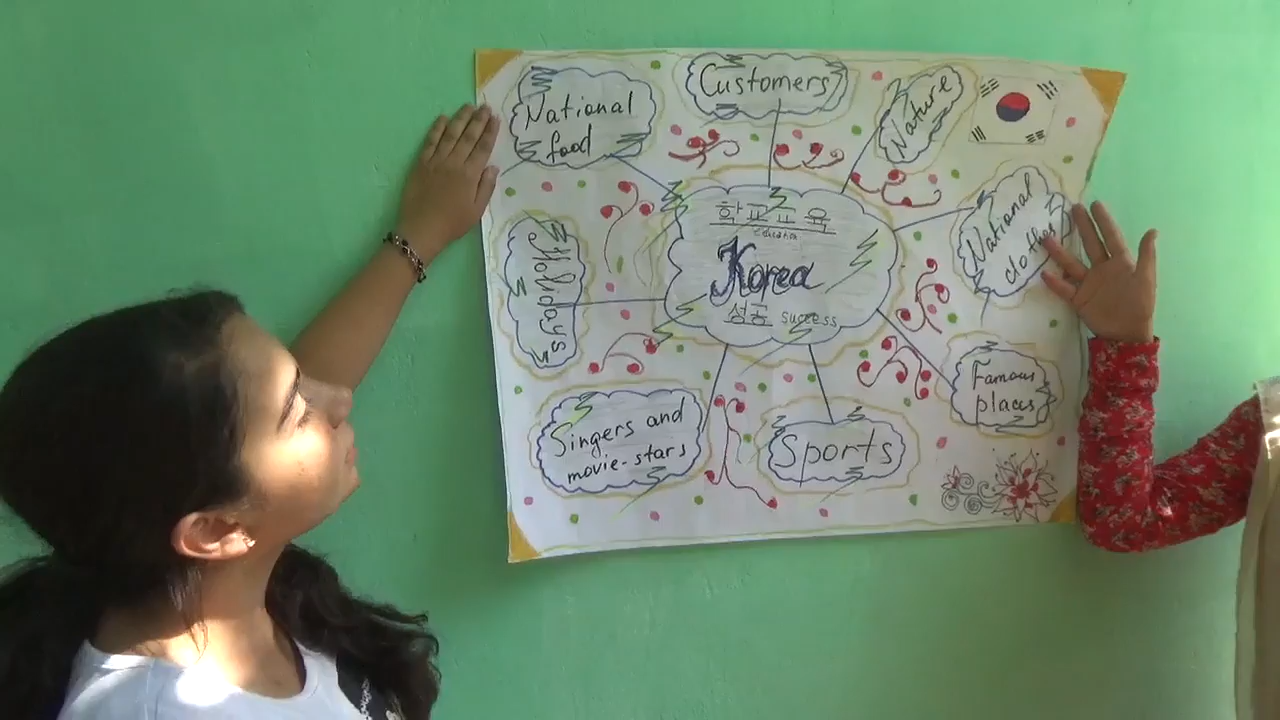 National
food
Customers
Nature
National
clothes
학교교육
education
Korea
성공 success
Holidays
Famous
places
Singers and
movie-stars
Sports